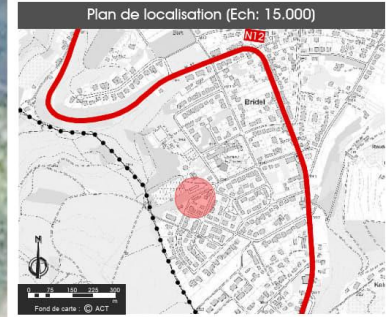 Plan de localisation (Ech: 15.000)
N12
Bridel
N
0 75 150 225 300
m
Fond de carte : © ACT